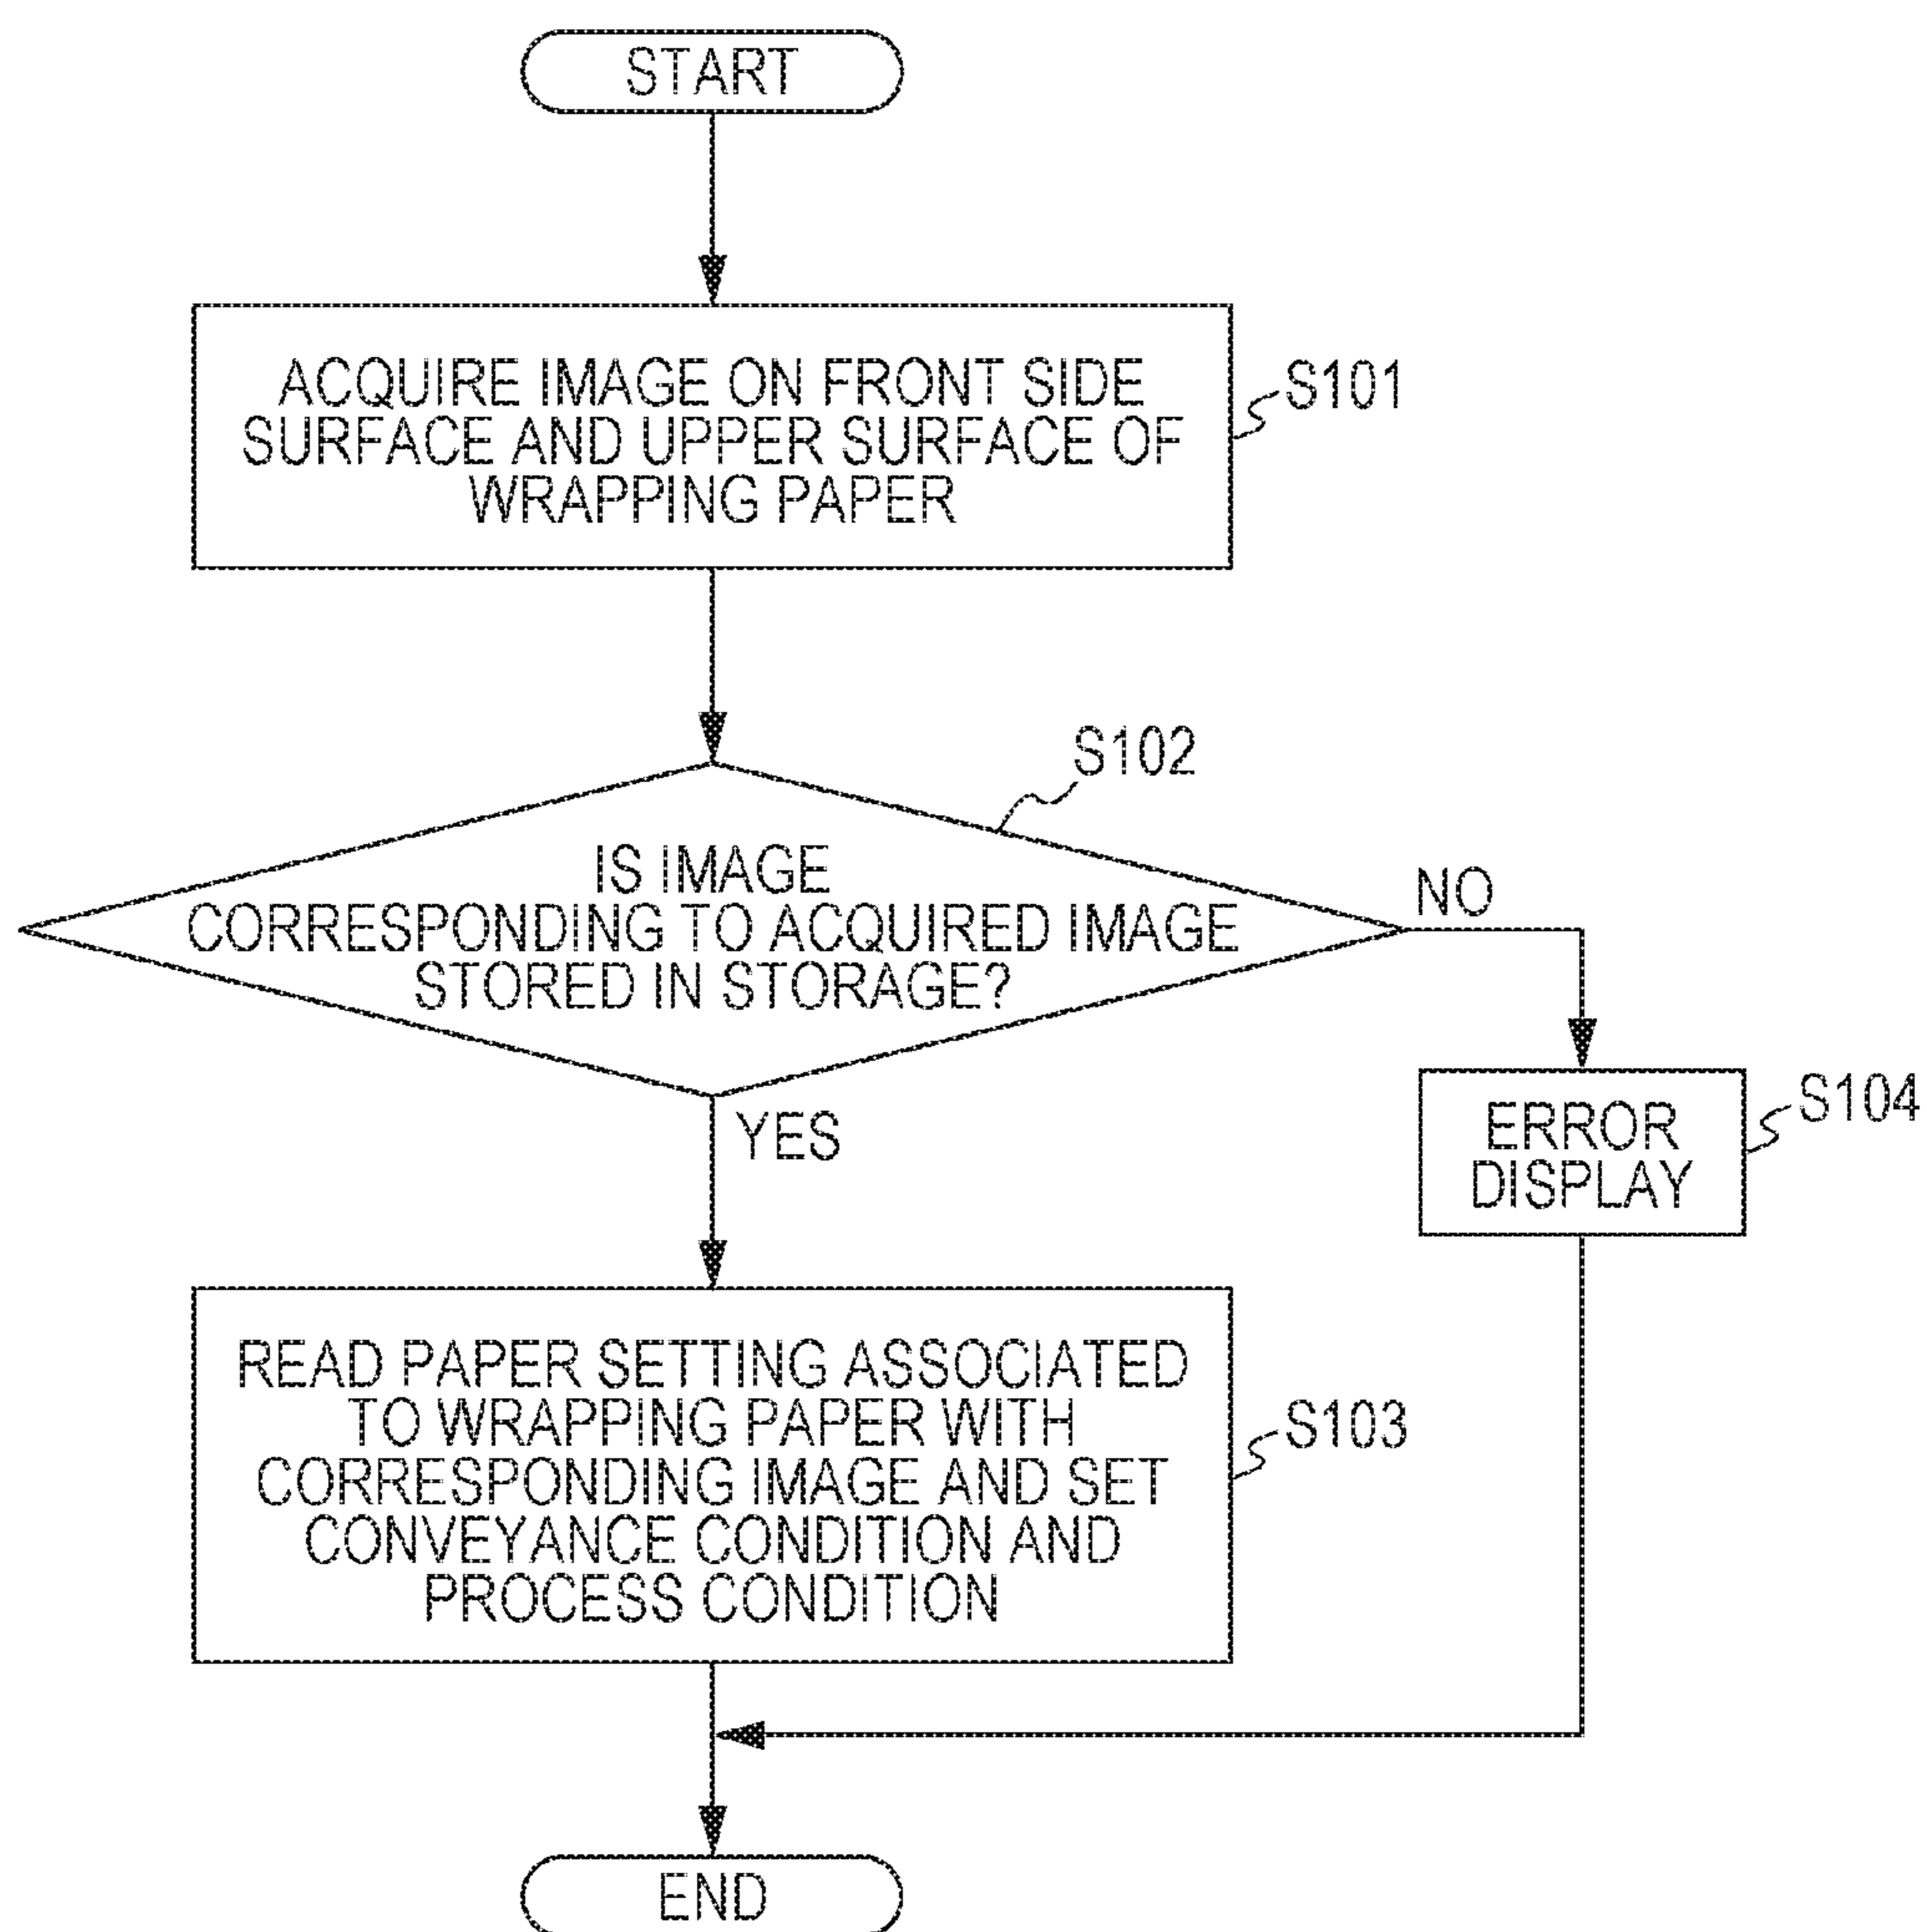 START
ACQUIRE IMAGE ON FRONT SIDE
SURFACE AND UPPER SURFACE OF
WRAPPING PAPER
S101
S102
IS IMAGE
CORRESPONDING TO ACQUIRED IMAGE
STORED IN STORAGE?
NO
YES
ERROR
DISPLAY
S104
READ PAPER SETTING ASSOCIATED
TO WRAPPING PAPER WITH
CORRESPONDING IMAGE AND SET
CONVEYANCE CONDITION AND
PROCESS CONDITION
S103
END